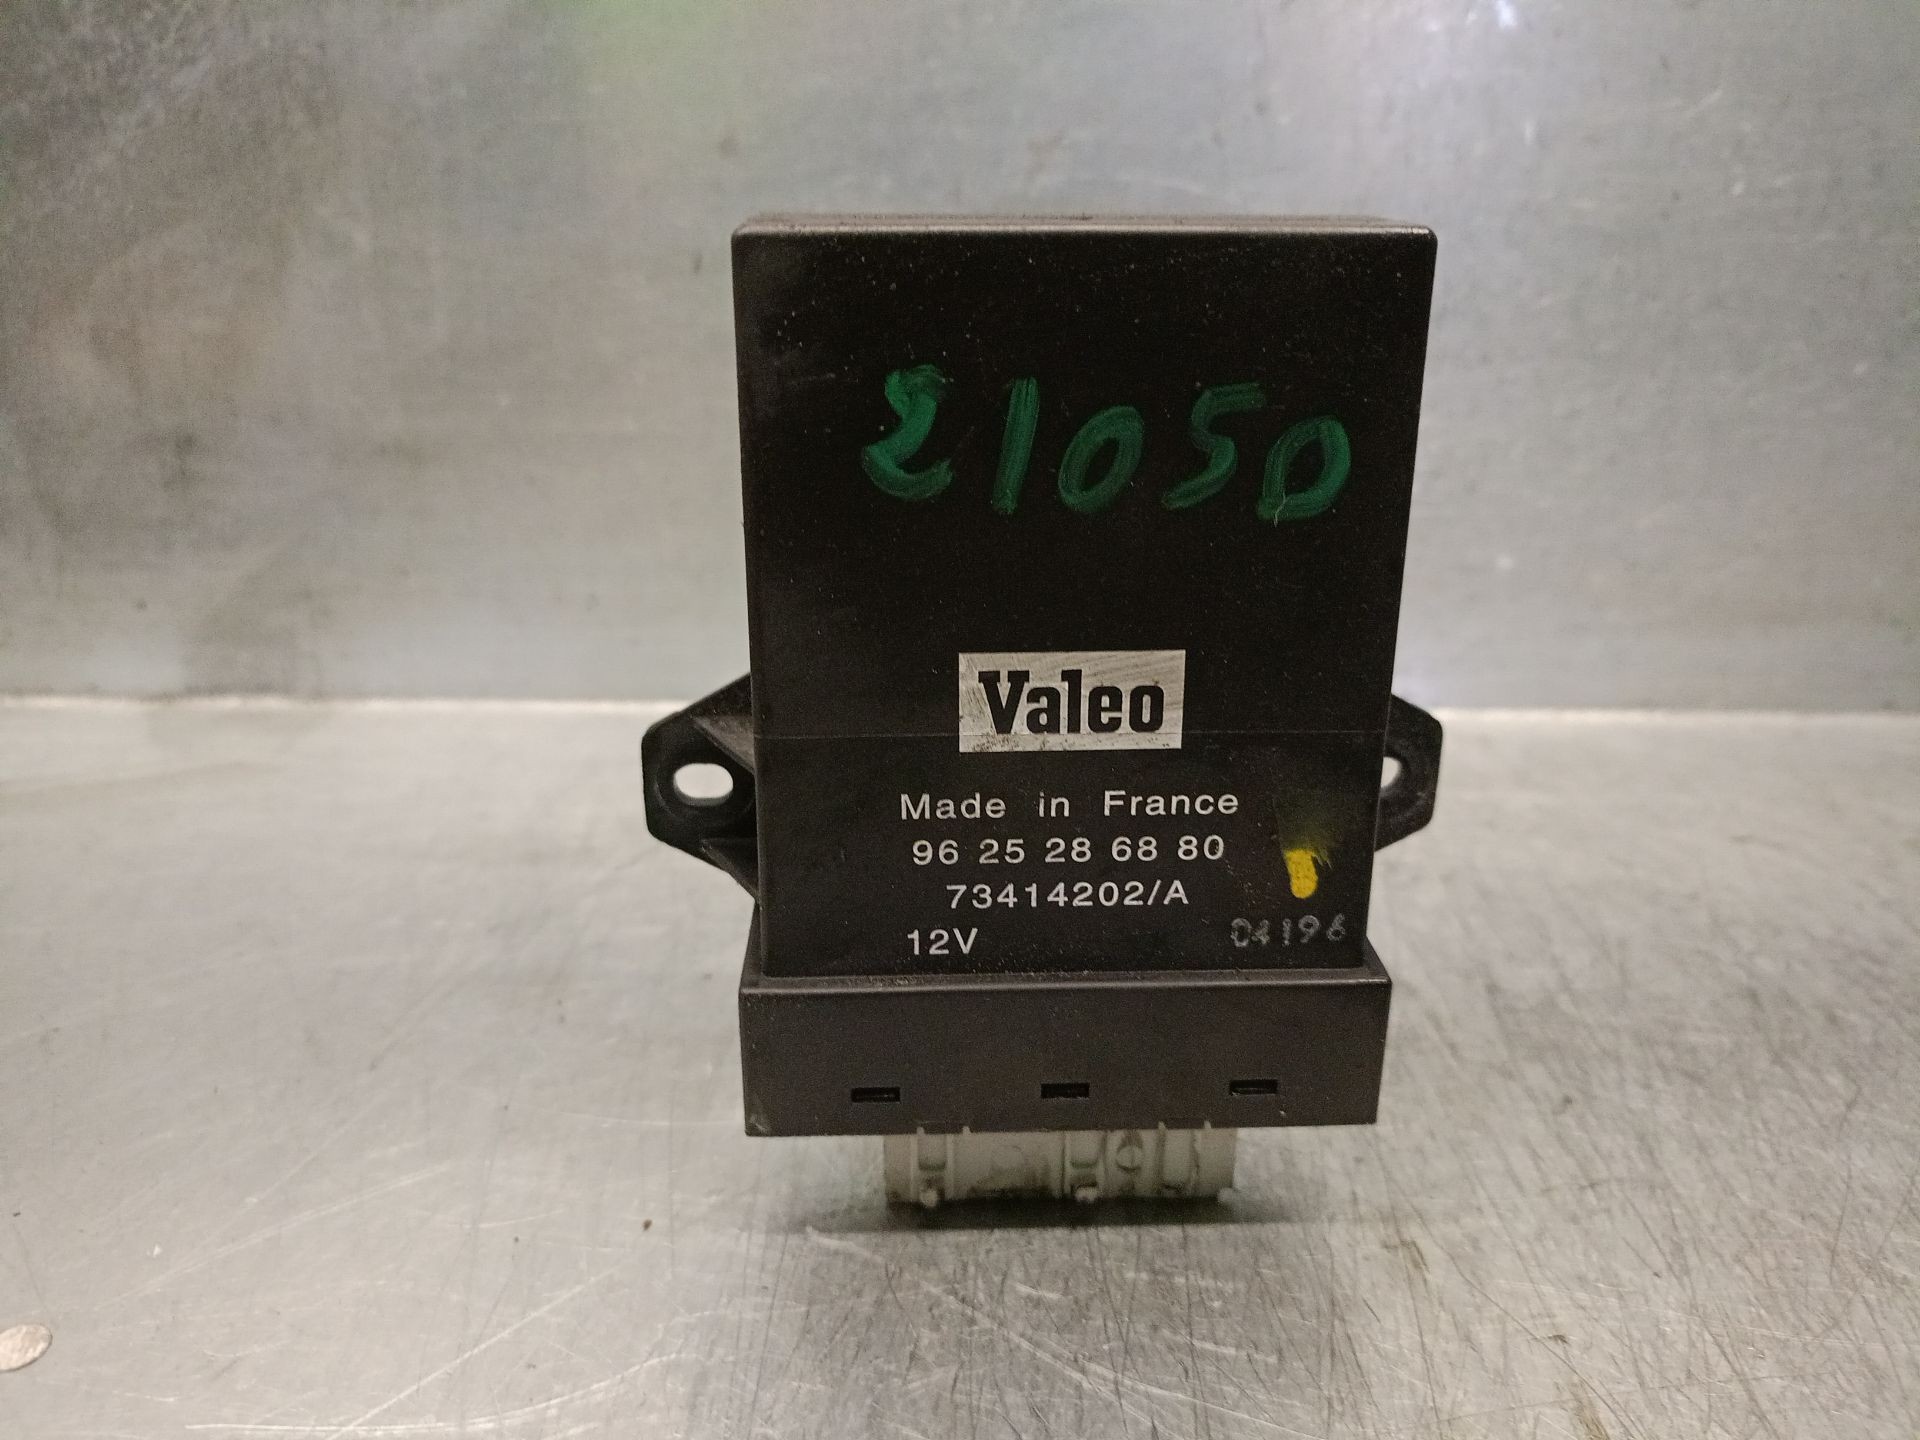 21050
Valeo
Made in France
96 25 28 68 80
73414202/A
12V 04196